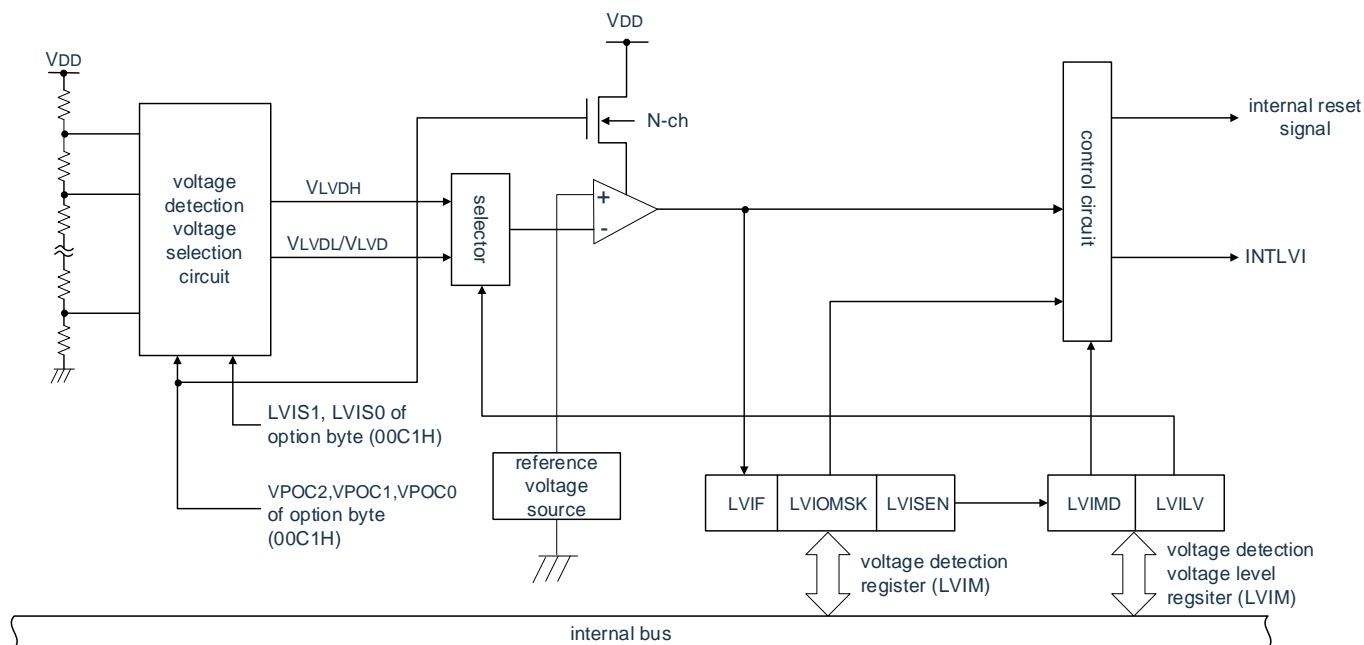 VDD
VDD
N-ch
internal reset
signal
control circuit
voltage
detection
voltage
selection
circuit
VLVDH
selector
+
-
VLVDL/VLVD
INTLVI
LVIS1, LVIS0 of
option byte (00C1H)
reference
voltage
source
VPOC2,VPOC1,VPOC0
of option byte
(00C1H)
LVIF
LVIOMSK
LVISEN
LVIMD
LVILV
voltage detection
register (LVIM)
voltage detection
voltage level
regsiter (LVIM)
internal bus